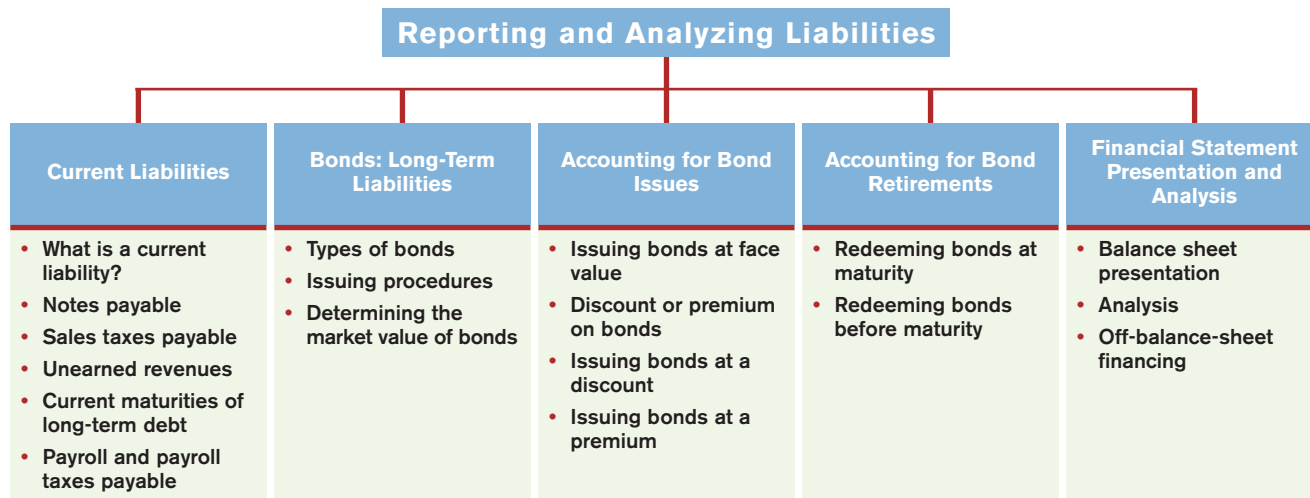 Reporting and Analyzing Liabilities
Current Liabilities
• What is a current
liability?
• Notes payable
• Sales taxes payable
• Unearned revenues
• Current maturities of
long-term debt
• Payroll and payroll
taxes payable
Bonds: Long-Term
Liabilities
• Types of bonds
• Issuing procedures
• Determining the
market value of bonds
Accounting for Bond
Issues
• Issuing bonds at face
value
• Discount or premium
on bonds
• Issuing bonds at a
discount
• Issuing bonds at a
premium
Accounting for Bond
Retirements
• Redeeming bonds at
maturity
• Redeeming bonds
before maturity
Financial Statement
Presentation and
Analysis
• Balance sheet
presentation
• Analysis
• Off-balance-sheet
financing